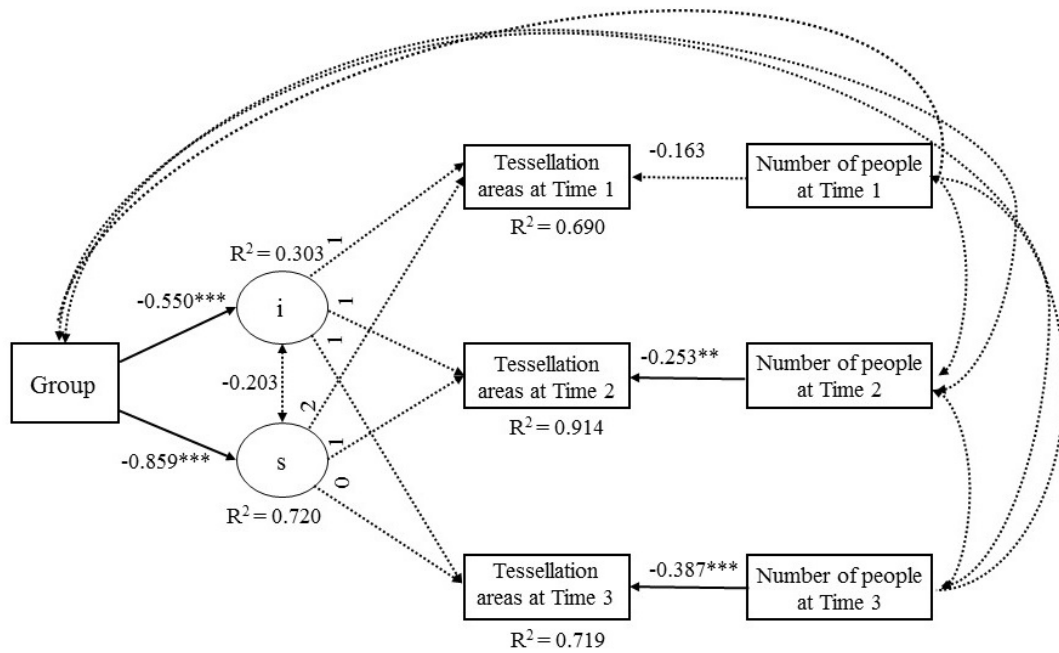 Tessellation
areas at Time 1
R² = 0.690
-0.163
Number of people
at Time 1
R² = 0.303
1
-0.550***
i
1
1
Group
-0.203
Tessellation
areas at Time 2
R² = 0.914
-0.253**
Number of people
at Time 2
2
1
-0.859***
s
0
R² = 0.720
Tessellation
areas at Time 3
R² = 0.719
-0.387***
Number of people
at Time 3